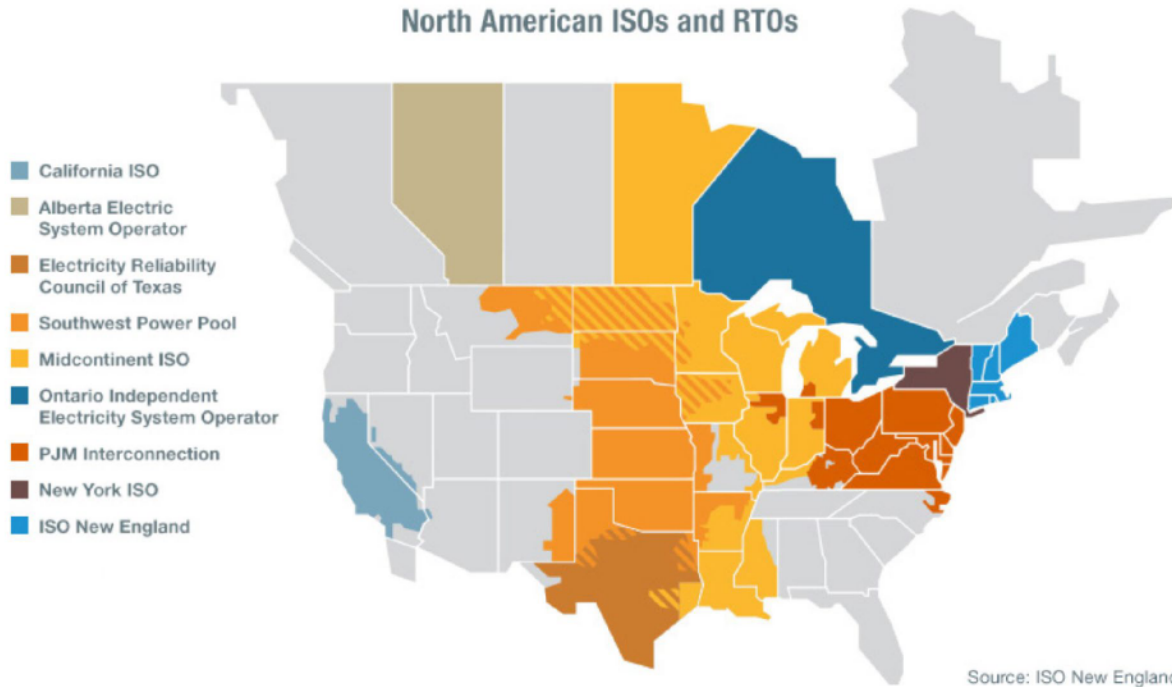 North American ISOs and RTOs
California ISO
Alberta Electric
System Operator
Electricity Reliability
Council of Texas
Southwest Power Pool
Midcontinent ISO
Ontario Independent
Electricity System Operator
PJM Interconnection
New York ISO
ISO New England
Source: ISO New England